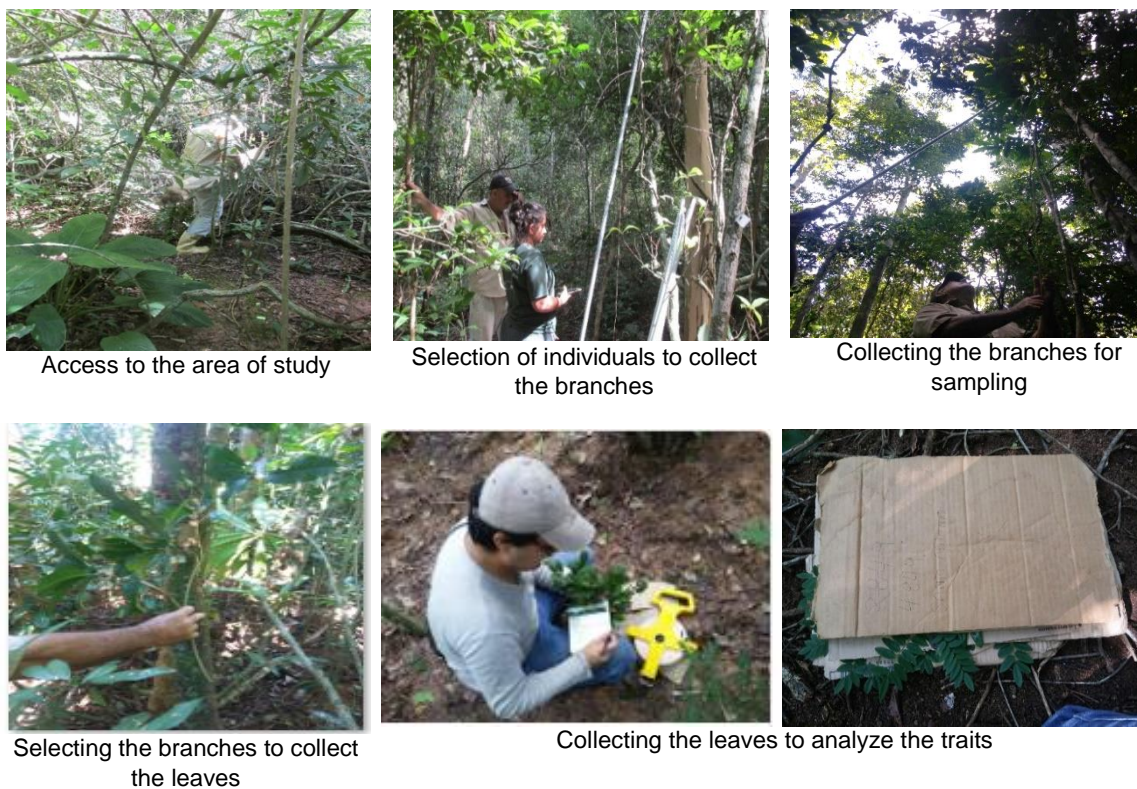 Access to the area of study
Selection of individuals to collect
the branches
Collecting the branches for
sampling
Selecting the branches to collect
the leaves
Collecting the leaves to analyze the traits